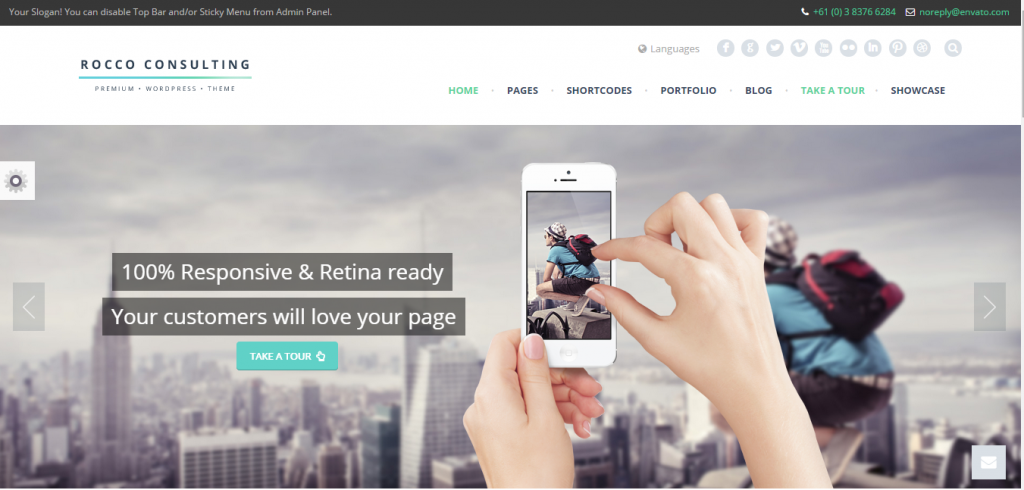 Your Slogan! You can disable Top Bar and/or Sticky Menu from Admin Panel.
+61 (0) 3 8376 6284
noreply@envato.com
Languages
ROCCO CONSULTING
PREMIUM • WORDPRESS • THEME
HOME • PAGES • SHORTCODES • PORTFOLIO • BLOG • TAKE A TOUR • SHOWCASE
100% Responsive & Retina ready
Your customers will love your page
TAKE A TOUR